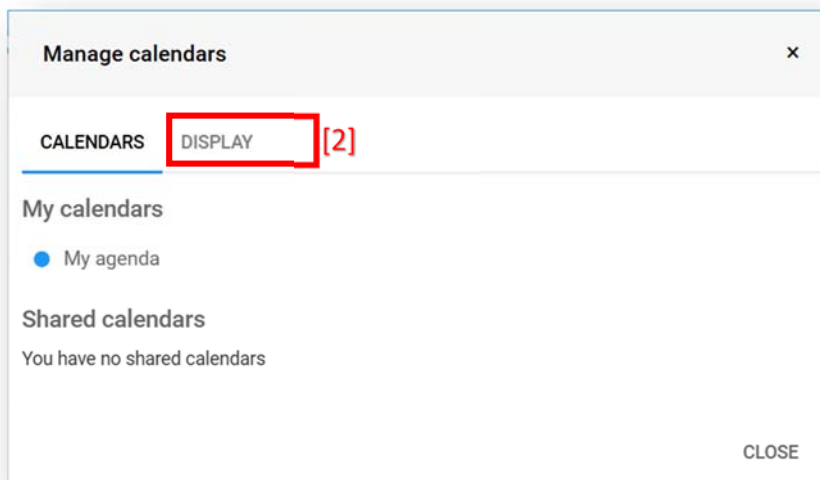 Manage calendars ×
CALENDARS DISPLAY [2]
My calendars
My agenda
Shared calendars
You have no shared calendars
CLOSE